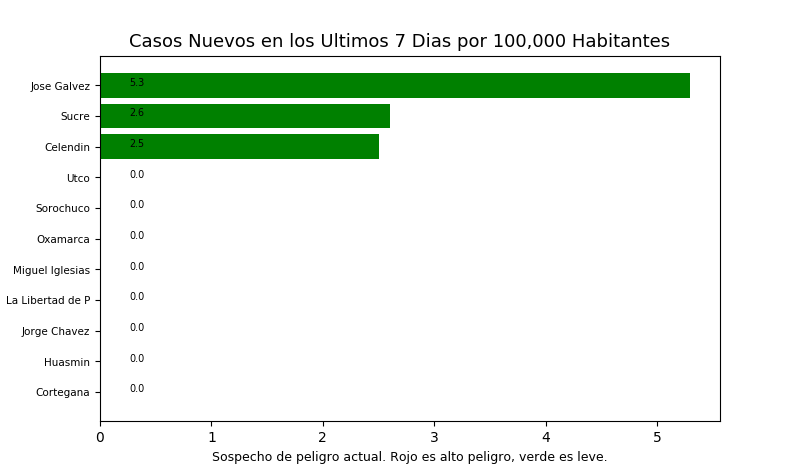 Casos Nuevos en los Ultimos 7 Dias por 100,000 Habitantes
Jose Galvez 5.3
Sucre 2.6
Celendin 2.5
Utco 0.0
Sorochuco 0.0
Oxamarca 0.0
Miguel Iglesias 0.0
La Libertad de P 0.0
Jorge Chavez 0.0
Huasmin 0.0
Cortegana 0.0
0 1 2 3 4 5
Sospecho de peligro actual. Rojo es alto peligro, verde es leve.